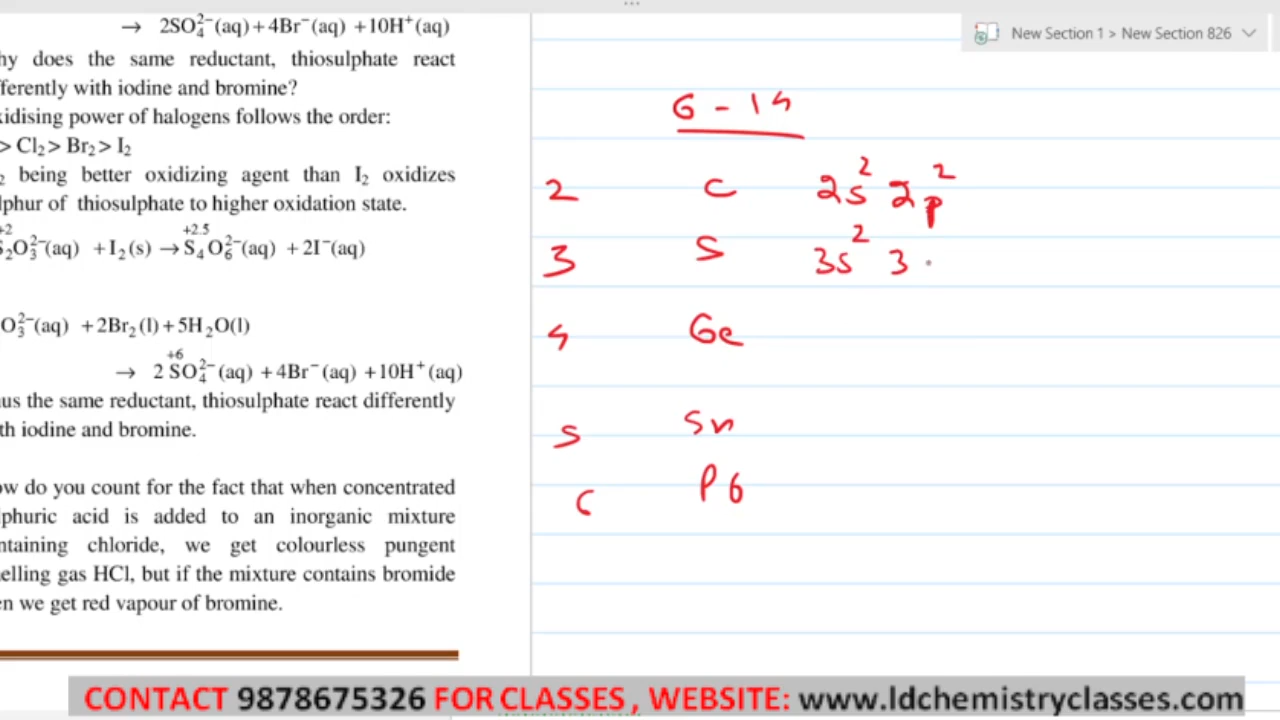 → 2SO₄²⁻(aq)+4Br⁻(aq) +10H⁺(aq)
hy does the same reductant, thiosulphate react
fferently with iodine and bromine?
xidising power of halogens follows the order:
> Cl₂> Br₂> I₂
₂ being better oxidizing agent than I₂ oxidizes
lphur of thiosulphate to higher oxidation state.
+2 +2.5
S₂O₃²⁻(aq) +I₂(s) →S₄O₆²⁻(aq) + 2I⁻(aq)
O₃²⁻(aq) +2Br₂(l)+5H₂O(l)
+6
→ 2 SO₄²⁻(aq) +4Br⁻(aq) +10H⁺(aq)
us the same reductant, thiosulphate react differently
th iodine and bromine.
ow do you count for the fact that when concentrated
lphuric acid is added to an inorganic mixture
ntaining chloride, we get colourless pungent
nelling gas HCl, but if the mixture contains bromide
en we get red vapour of bromine.
New Section 1 > New Section 826
G - 14
2 C 2s² 2p²
3 S 3s² 3
4 Ge
5 Sn
6 Pb
CONTACT 9878675326 FOR CLASSES , WEBSITE: www.ldchemistryclasses.com